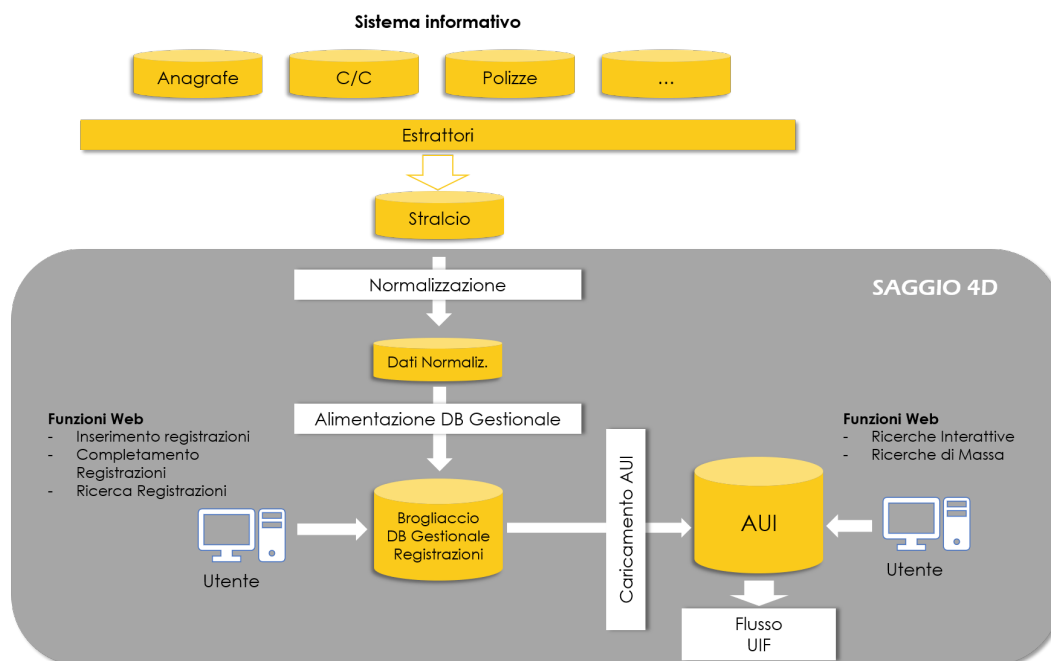 Sistema informativo
Anagrafe
C/C
Polizze
...
Estrattori
Stralcio
SAGGIO 4D
Normalizzazione
Dati Normaliz.
Alimentazione DB Gestionale
Funzioni Web
- Inserimento registrazioni
- Completamento
Registrazioni
- Ricerca Registrazioni
Utente
Brogliaccio
DB Gestionale
Registrazioni
Caricamento AUI
AUI
Funzioni Web
- Ricerche Interattive
- Ricerche di Massa
Utente
Flusso
UIF